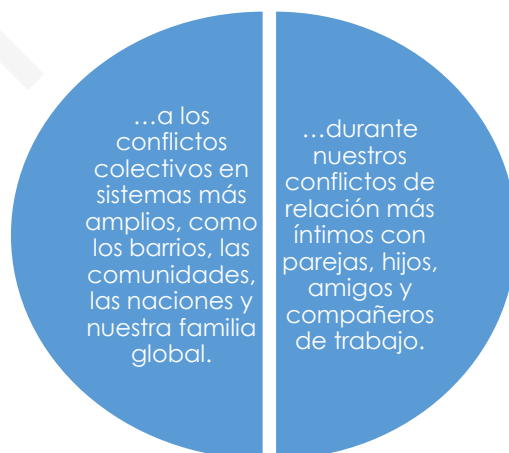 …a los
conflictos
colectivos en
sistemas más
amplios, como
los barrios, las
comunidades,
las naciones y
nuestra familia
global.
…durante
nuestros
conflictos de
relación más
íntimos con
parejas, hijos,
amigos y
compañeros
de trabajo.